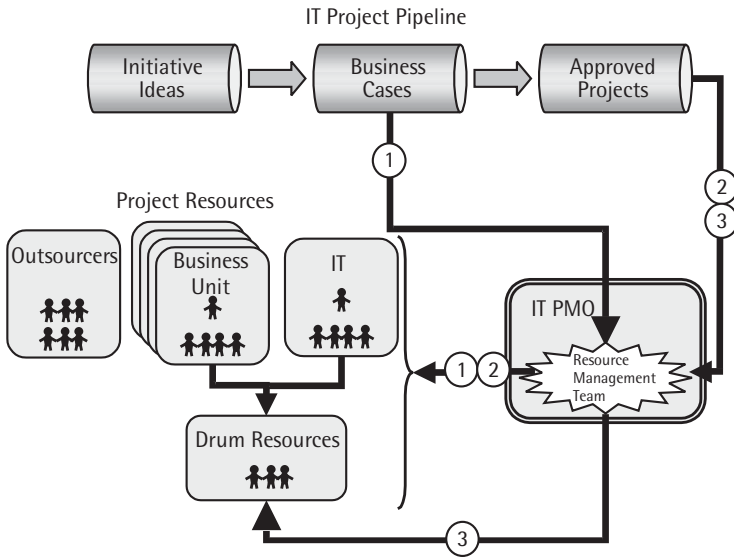 IT Project Pipeline
Initiative
Ideas
Business
Cases
Approved
Projects
1
2
3
Project Resources
Outsourcers
Business
Unit
IT
IT PMO
Resource
Management
Team
1
2
Drum Resources
3